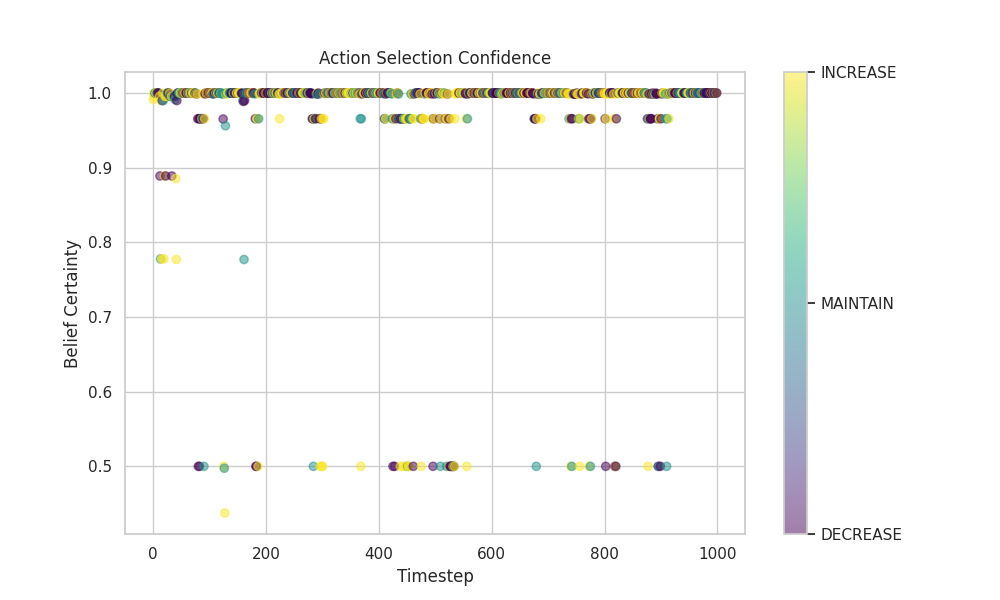 Action Selection Confidence
1.0
0.9
0.8
0.7
0.6
0.5
Belief Certainty
0 200 400 600 800 1000
Timestep
INCREASE
MAINTAIN
DECREASE